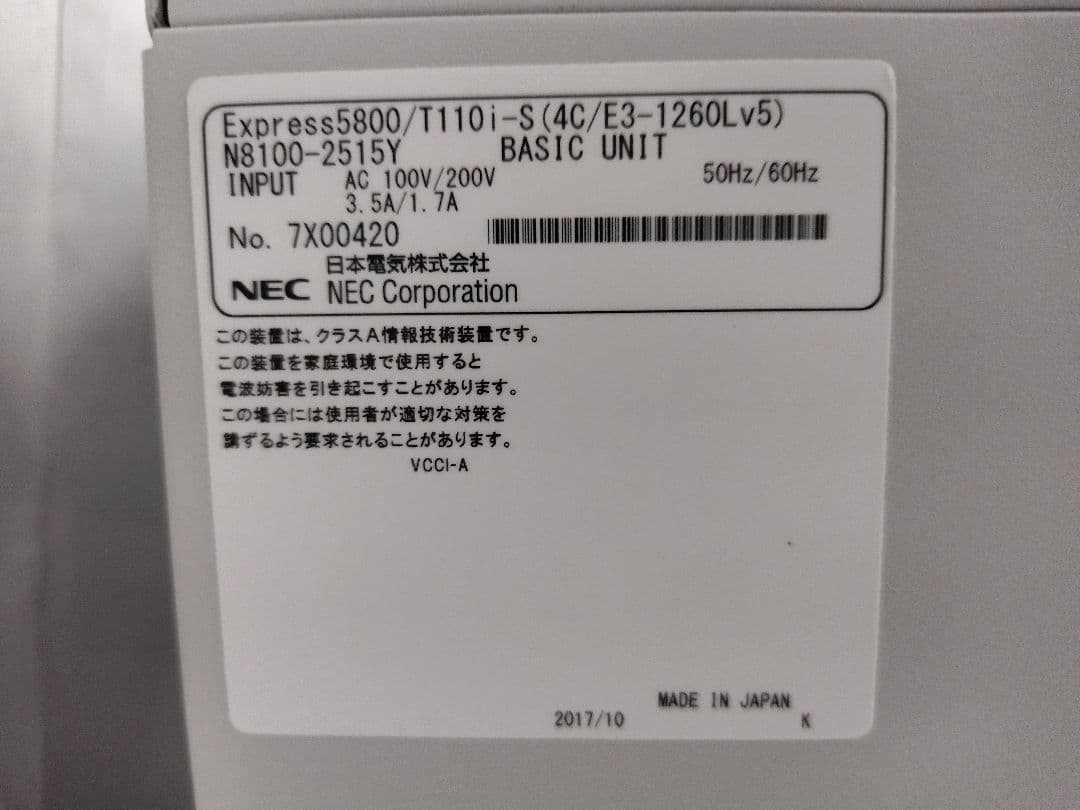 Express5800/T110i-S(4C/E3-1260Lv5)
N8100-2515Y BASIC UNIT
INPUT AC 100V/200V 50Hz/60Hz
3.5A/1.7A
No. 7X00420
日本電気株式会社
NEC NEC Corporation
この装置は、クラスA情報技術装置です。
この装置を家庭環境で使用すると
電波妨害を引き起こすことがあります。
この場合には使用者が適切な対策を
講ずるよう要求されることがあります。
VCCI-A
MADE IN JAPAN
2017/10 K